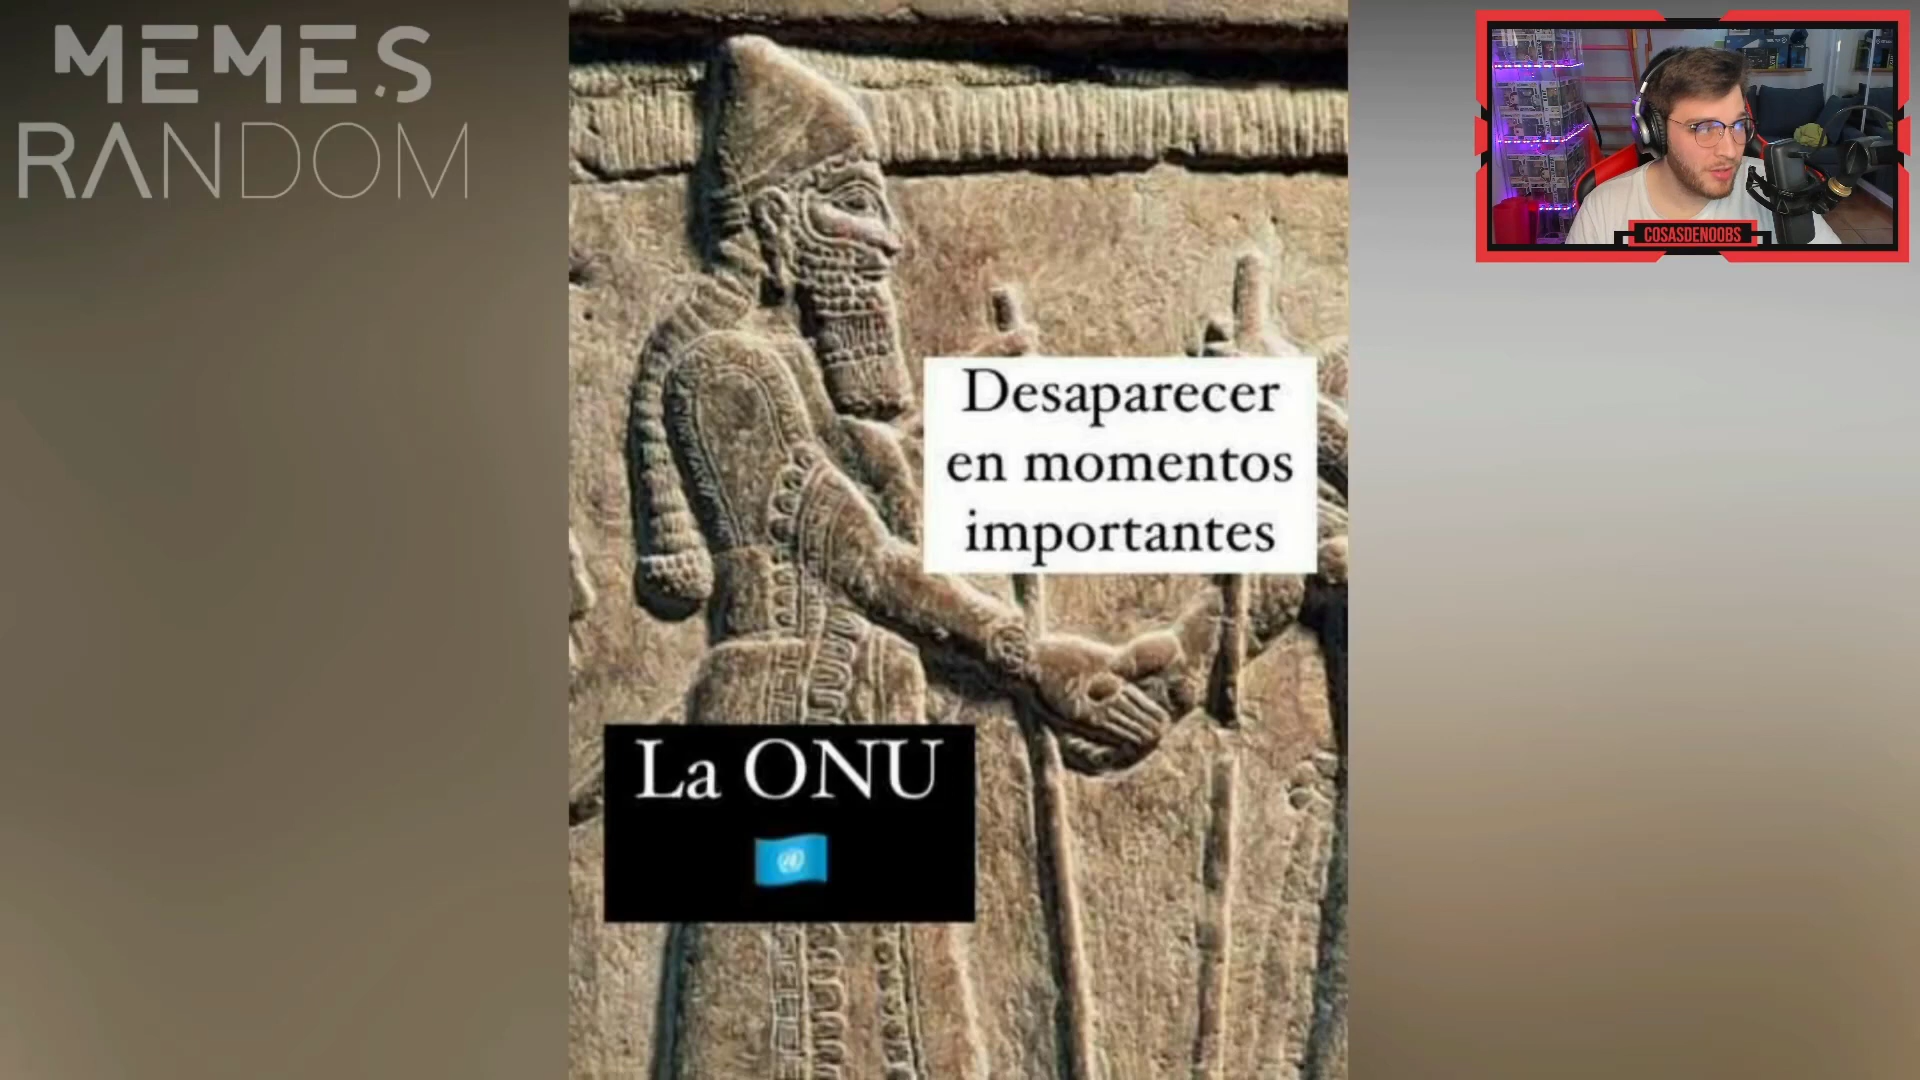 MEMES
RANDOM
COSASDENOOBS
Desaparecer
en momentos
importantes
La ONU